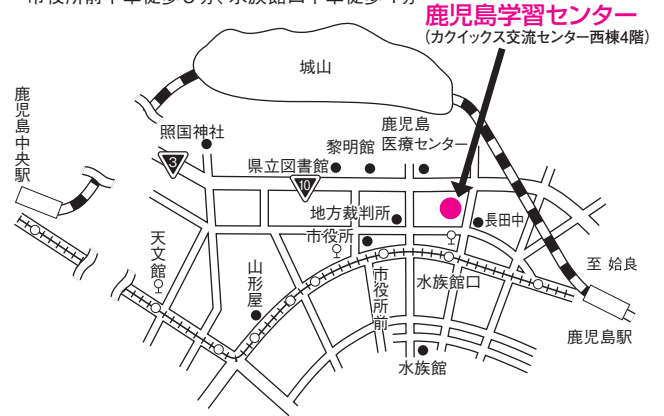 鹿児島学習センター
(カクイックス交流センター西棟4階)
城山
鹿児島中央駅
照国神社
鹿児島
医療センター
黎明館
県立図書館
3
10
地方裁判所
長田中
市役所
天文館
山形屋
市役所前
水族館口
至 姶良
鹿児島駅
水族館